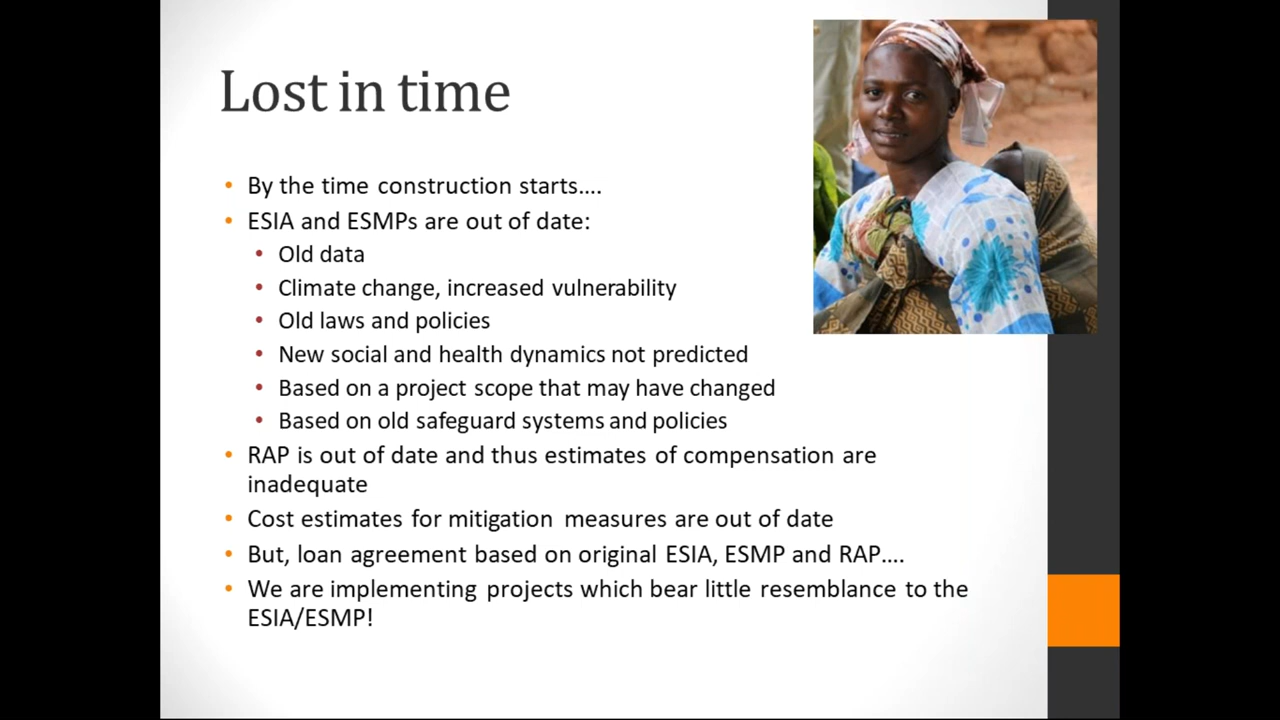 Lost in time
• By the time construction starts....
• ESIA and ESMPs are out of date:
• Old data
• Climate change, increased vulnerability
• Old laws and policies
• New social and health dynamics not predicted
• Based on a project scope that may have changed
• Based on old safeguard systems and policies
• RAP is out of date and thus estimates of compensation are
inadequate
• Cost estimates for mitigation measures are out of date
• But, loan agreement based on original ESIA, ESMP and RAP....
• We are implementing projects which bear little resemblance to the
ESIA/ESMP!